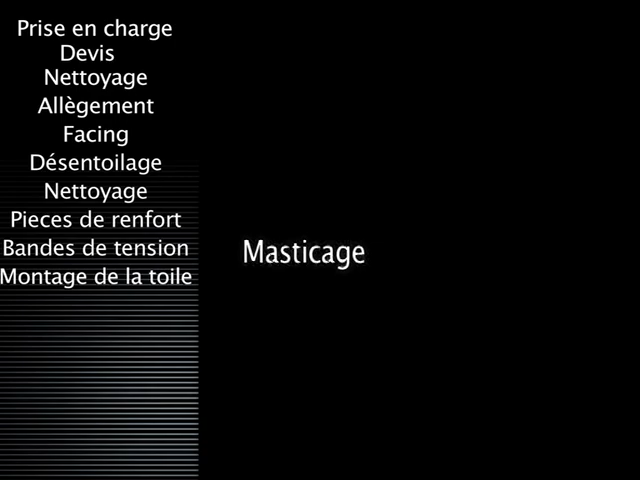 Prise en charge
Devis
Nettoyage
Allègement
Facing
Désentoilage
Nettoyage
Pieces de renfort
Bandes de tension
Montage de la toile
Masticage